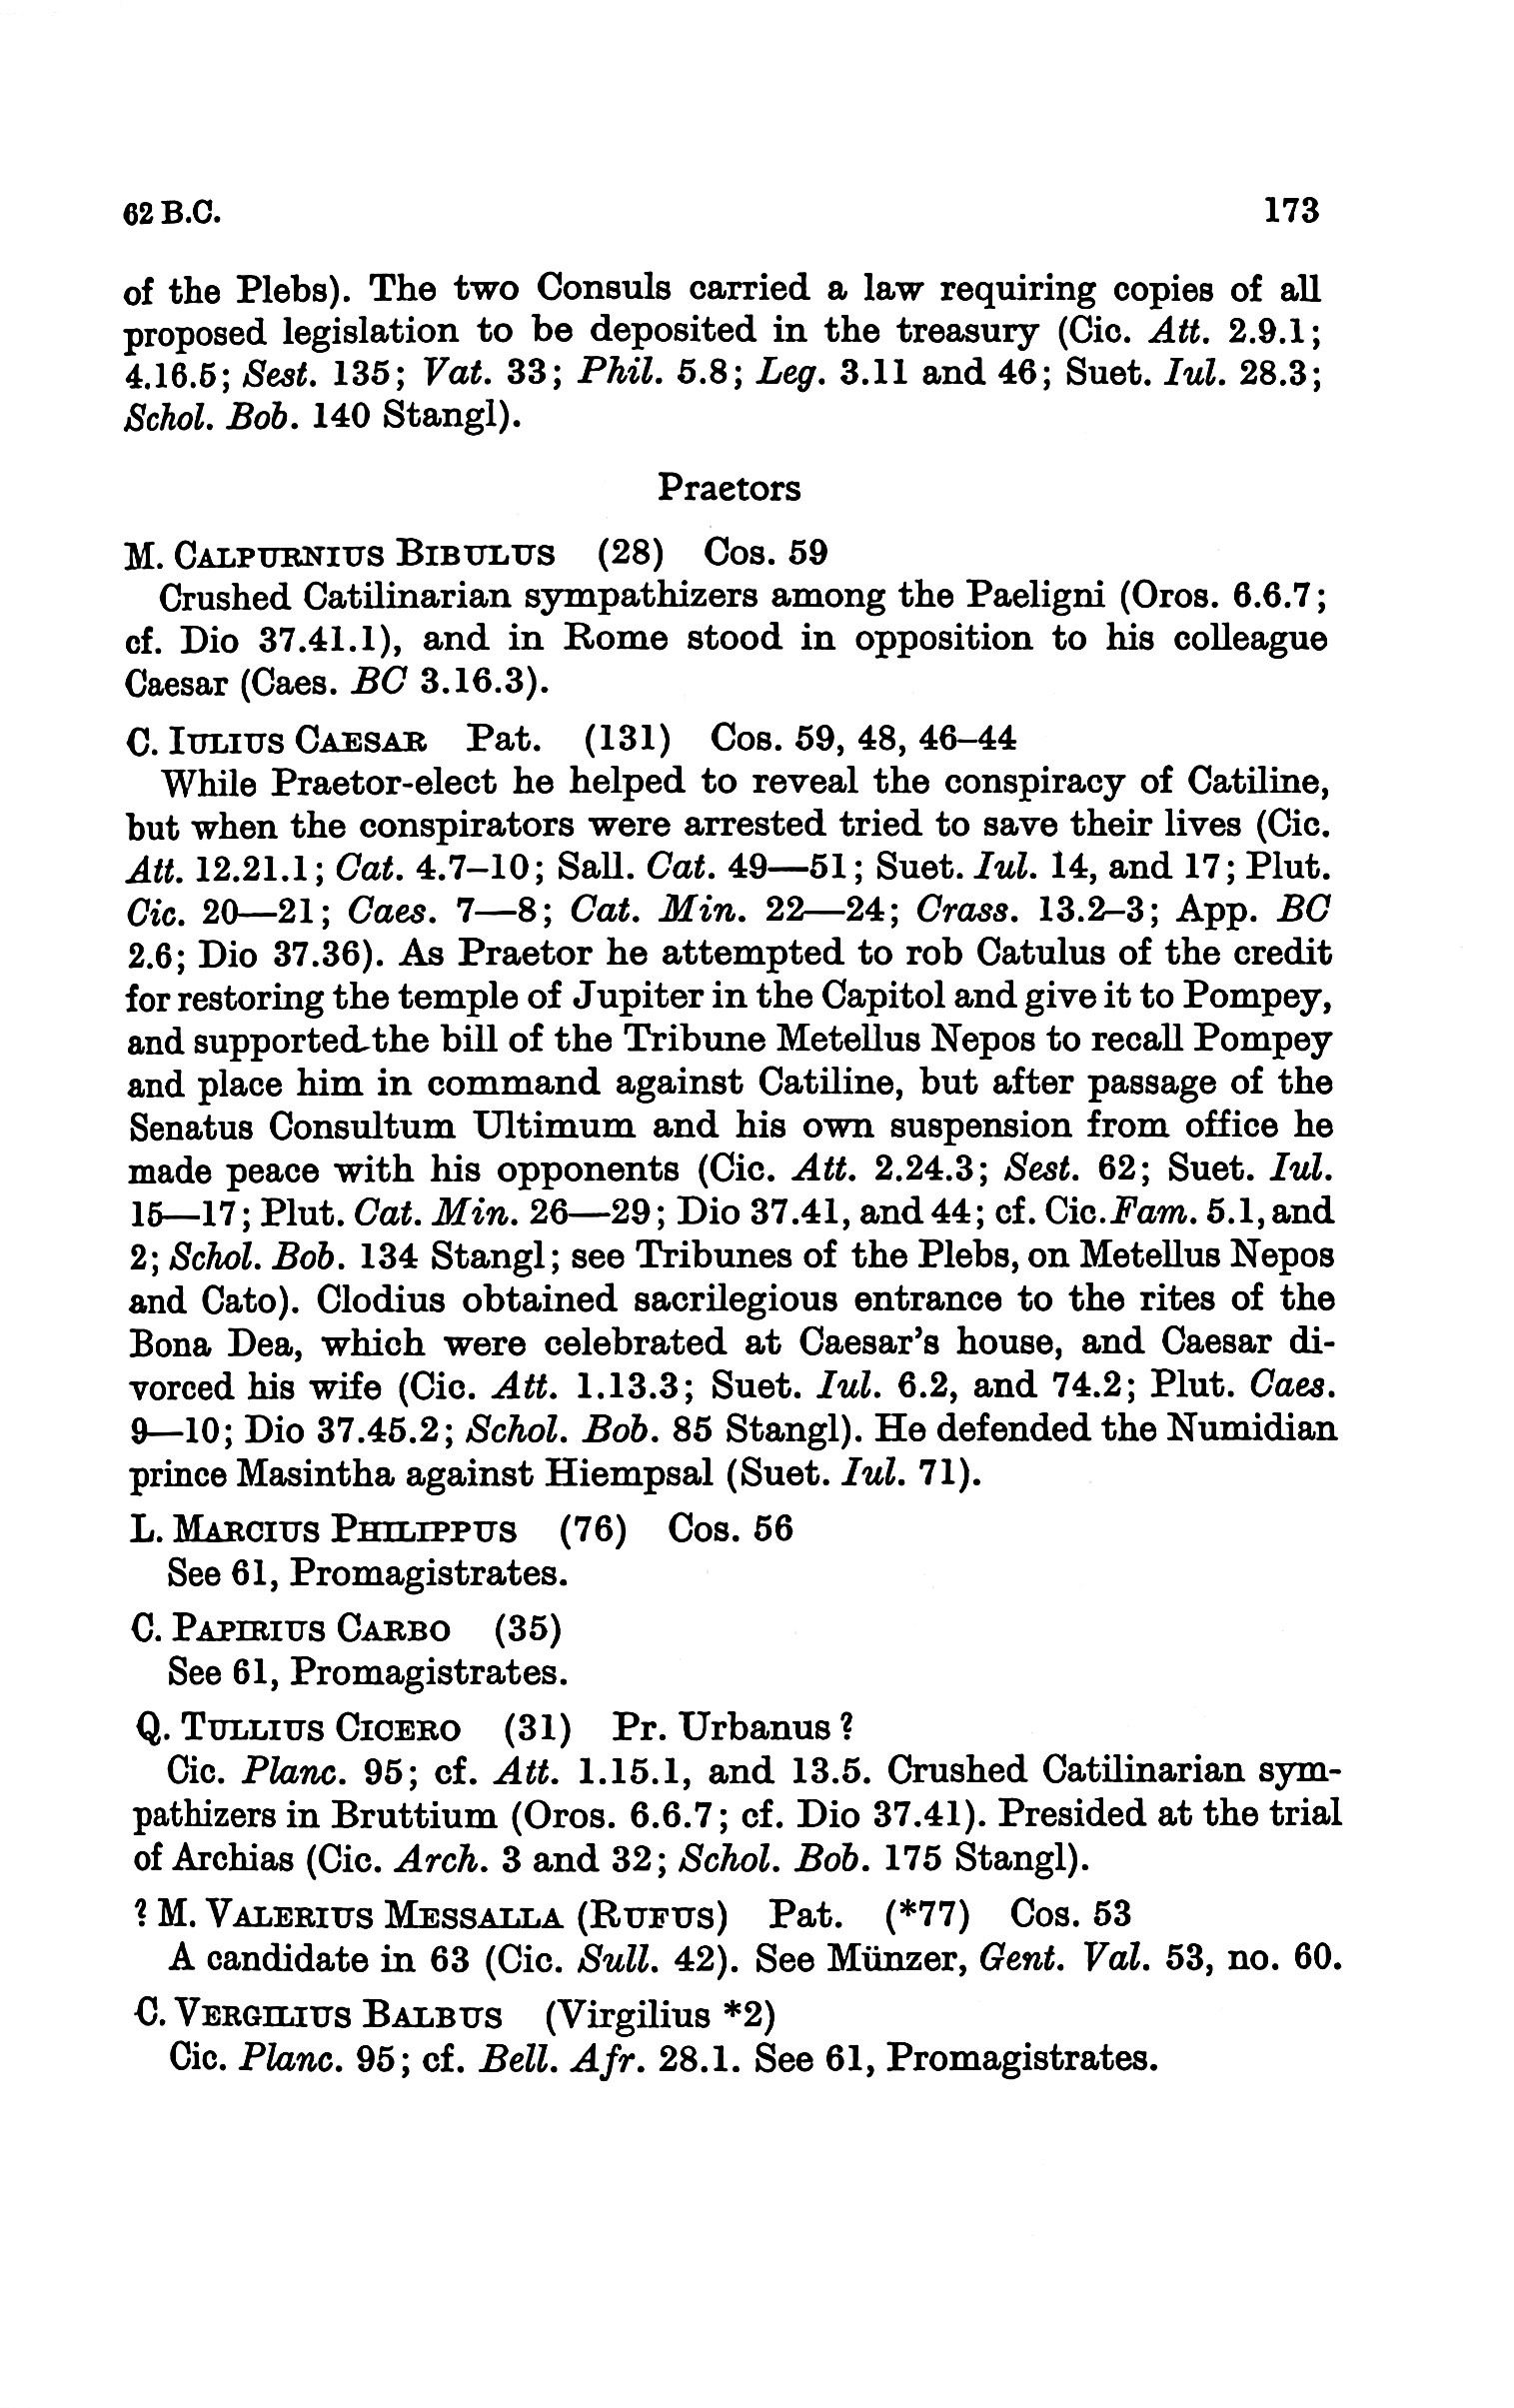 62 B.C. 173
of the Plebs). The two Consuls carried a law requiring copies of all
proposed legislation to be deposited in the treasury (Cic. Att. 2.9.1;
4.16.5; Sest. 135; Vat. 33; Phil. 5.8; Leg. 3.11 and 46; Suet. Iul. 28.3;
Schol. Bob. 140 Stangl).
Praetors
M. CALPURNIUS BIBULUS (28) Cos. 59
Crushed Catilinarian sympathizers among the Paeligni (Oros. 6.6.7;
cf. Dio 37.41.1), and in Rome stood in opposition to his colleague
Caesar (Caes. BC 3.16.3).
C. IULIUS CAESAR Pat. (131) Cos. 59, 48, 46–44
While Praetor-elect he helped to reveal the conspiracy of Catiline,
but when the conspirators were arrested tried to save their lives (Cic.
Att. 12.21.1; Cat. 4.7–10; Sall. Cat. 49—51; Suet. Iul. 14, and 17; Plut.
Cic. 20—21; Caes. 7—8; Cat. Min. 22—24; Crass. 13.2–3; App. BC
2.6; Dio 37.36). As Praetor he attempted to rob Catulus of the credit
for restoring the temple of Jupiter in the Capitol and give it to Pompey,
and supported the bill of the Tribune Metellus Nepos to recall Pompey
and place him in command against Catiline, but after passage of the
Senatus Consultum Ultimum and his own suspension from office he
made peace with his opponents (Cic. Att. 2.24.3; Sest. 62; Suet. Iul.
15—17; Plut. Cat. Min. 26—29; Dio 37.41, and 44; cf. Cic. Fam. 5.1, and
2; Schol. Bob. 134 Stangl; see Tribunes of the Plebs, on Metellus Nepos
and Cato). Clodius obtained sacrilegious entrance to the rites of the
Bona Dea, which were celebrated at Caesar's house, and Caesar di-
vorced his wife (Cic. Att. 1.13.3; Suet. Iul. 6.2, and 74.2; Plut. Caes.
9—10; Dio 37.45.2; Schol. Bob. 85 Stangl). He defended the Numidian
prince Masintha against Hiempsal (Suet. Iul. 71).
L. MARCIUS PHILIPPUS (76) Cos. 56
See 61, Promagistrates.
C. PAPIRIUS CARBO (35)
See 61, Promagistrates.
Q. TULLIUS CICERO (31) Pr. Urbanus?
Cic. Planc. 95; cf. Att. 1.15.1, and 13.5. Crushed Catilinarian sym-
pathizers in Bruttium (Oros. 6.6.7; cf. Dio 37.41). Presided at the trial
of Archias (Cic. Arch. 3 and 32; Schol. Bob. 175 Stangl).
? M. VALERIUS MESSALLA (RUFUS) Pat. (*77) Cos. 53
A candidate in 63 (Cic. Sull. 42). See Münzer, Gent. Val. 53, no. 60.
C. VERGILIUS BALBUS (Virgilius *2)
Cic. Planc. 95; cf. Bell. Afr. 28.1. See 61, Promagistrates.